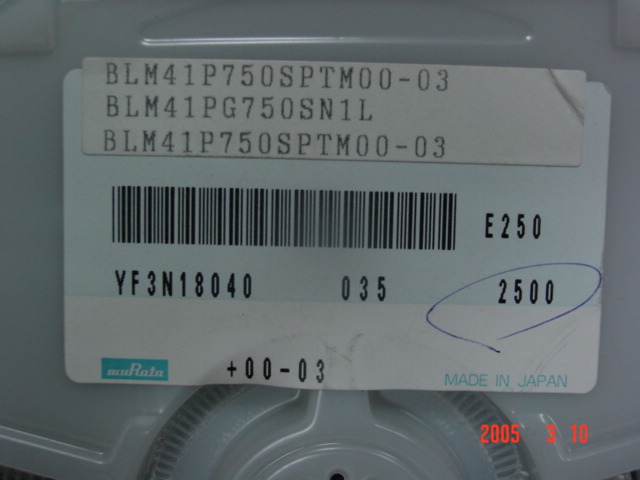 BLM41P750SPTM00-03
BLM41PG750SN1L
BLM41P750SPTM00-03
E250
YF3N18040 035 2500
muRata +00-03 MADE IN JAPAN
2005 3 10